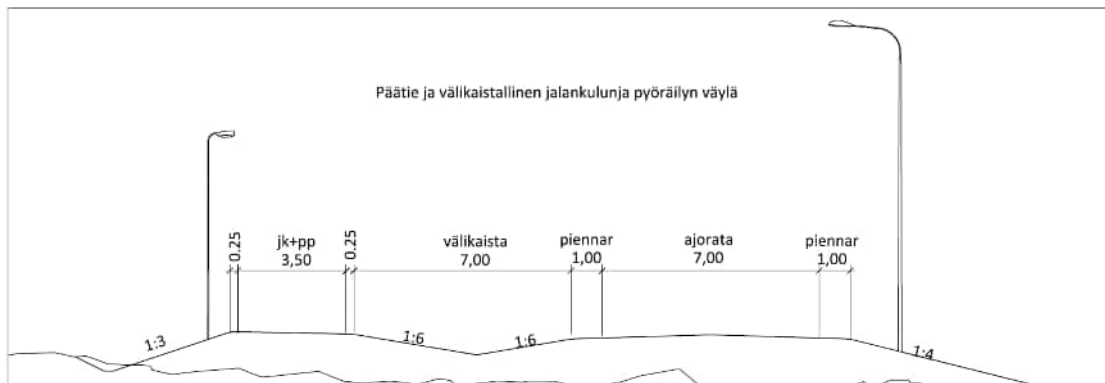 Päätie ja välikaistallinen jalankulunja pyöräilyn väylä
0.25
jk+pp
3,50
0.25
välikaista
7,00
piennar
1,00
ajorata
7,00
piennar
1,00
1:3
1:6
1:6
1:4